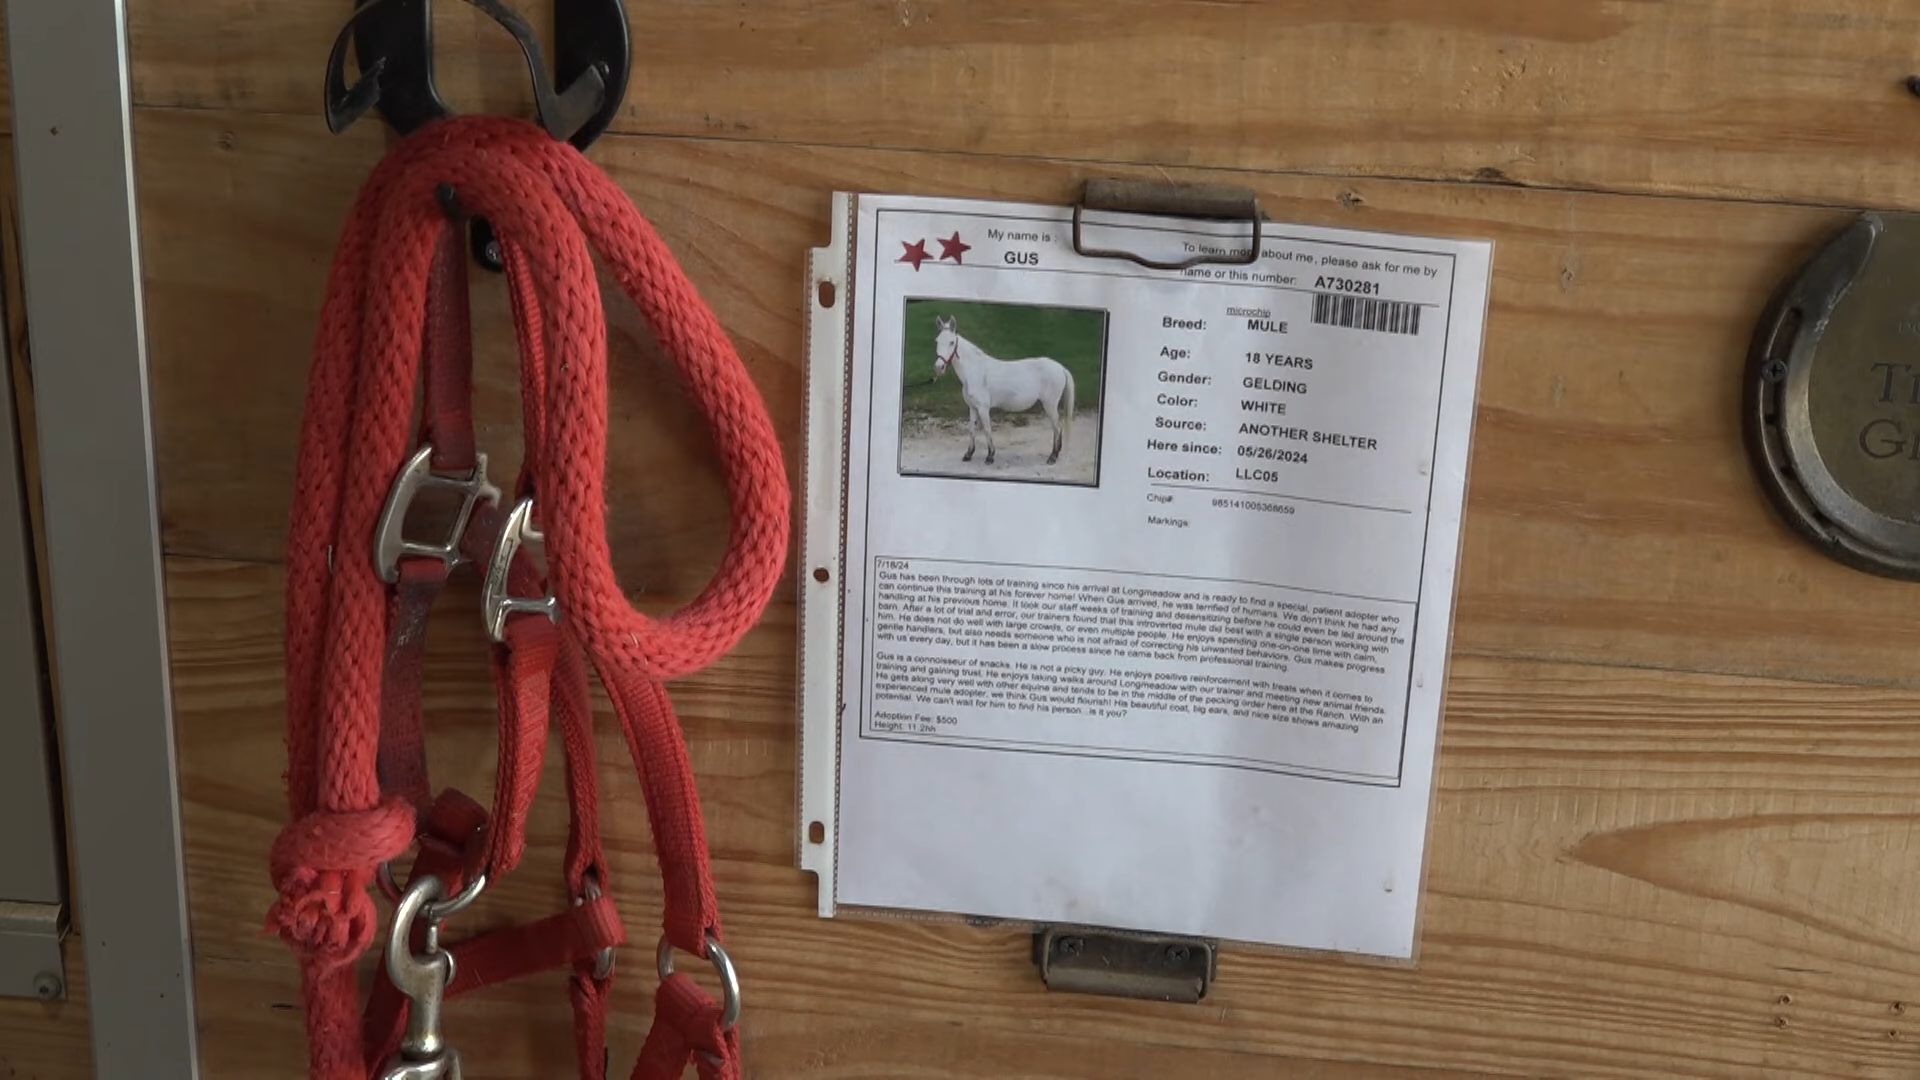 My name is :
GUS
To learn more about me, please ask for me by
name or this number: A730281
microchip
Breed: MULE
Age: 18 YEARS
Gender: GELDING
Color: WHITE
Source: ANOTHER SHELTER
Here since: 05/26/2024
Location: LLC05
Chip# 985141005368659
Markings:
7/18/24
Gus has been through lots of training since his arrival at Longmeadow and is ready to find a special, patient adopter who
can continue this training at his forever home! When Gus arrived, he was terrified of humans. We don't think he had any
handling at his previous home. It took our staff weeks of training and desensitizing before he could even be led around the
barn. After a lot of trial and error, our trainers found that this introverted mule did best with a single person working with
him. He does not do well with large crowds, or even multiple people. He enjoys spending one-on-one time with calm,
gentle handlers, but also needs someone who is not afraid of correcting his unwanted behaviors. Gus makes progress
with us every day, but it has been a slow process since he came back from professional training.
Gus is a connoisseur of snacks. He is not a picky guy. He enjoys positive reinforcement with treats when it comes to
training and gaining trust. He enjoys taking walks around Longmeadow with our trainer and meeting new animal friends.
He gets along very well with other equine and tends to be in the middle of the pecking order here at the Ranch. With an
experienced mule adopter, we think Gus would flourish! His beautiful coat, big ears, and nice size shows amazing
potential. We can't wait for him to find his person...is it you?
Adoption Fee: $500
Height: 11.2hh